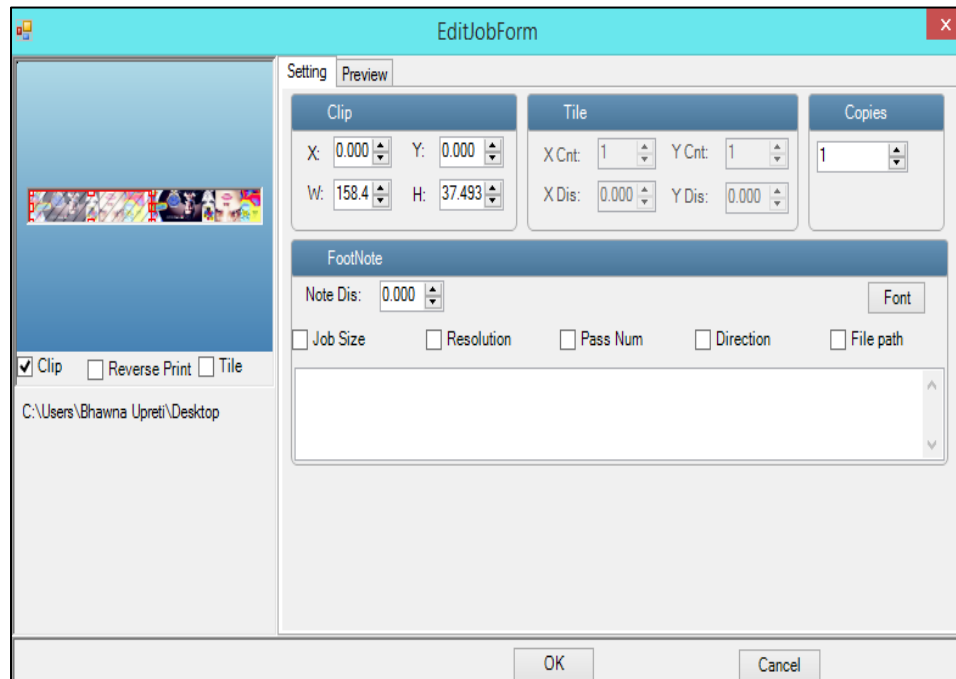 EditJobForm
x
Setting Preview
Clip Tile Copies
X: 0.000 Y: 0.000 X Cnt: 1 Y Cnt: 1 1
W: 158.4 H: 37.493 X Dis: 0.000 Y Dis: 0.000
FootNote
Note Dis: 0.000 Font
Job Size Resolution Pass Num Direction File path
Clip Reverse Print Tile
C:\Users\Bhawna Upreti\Desktop
OK Cancel